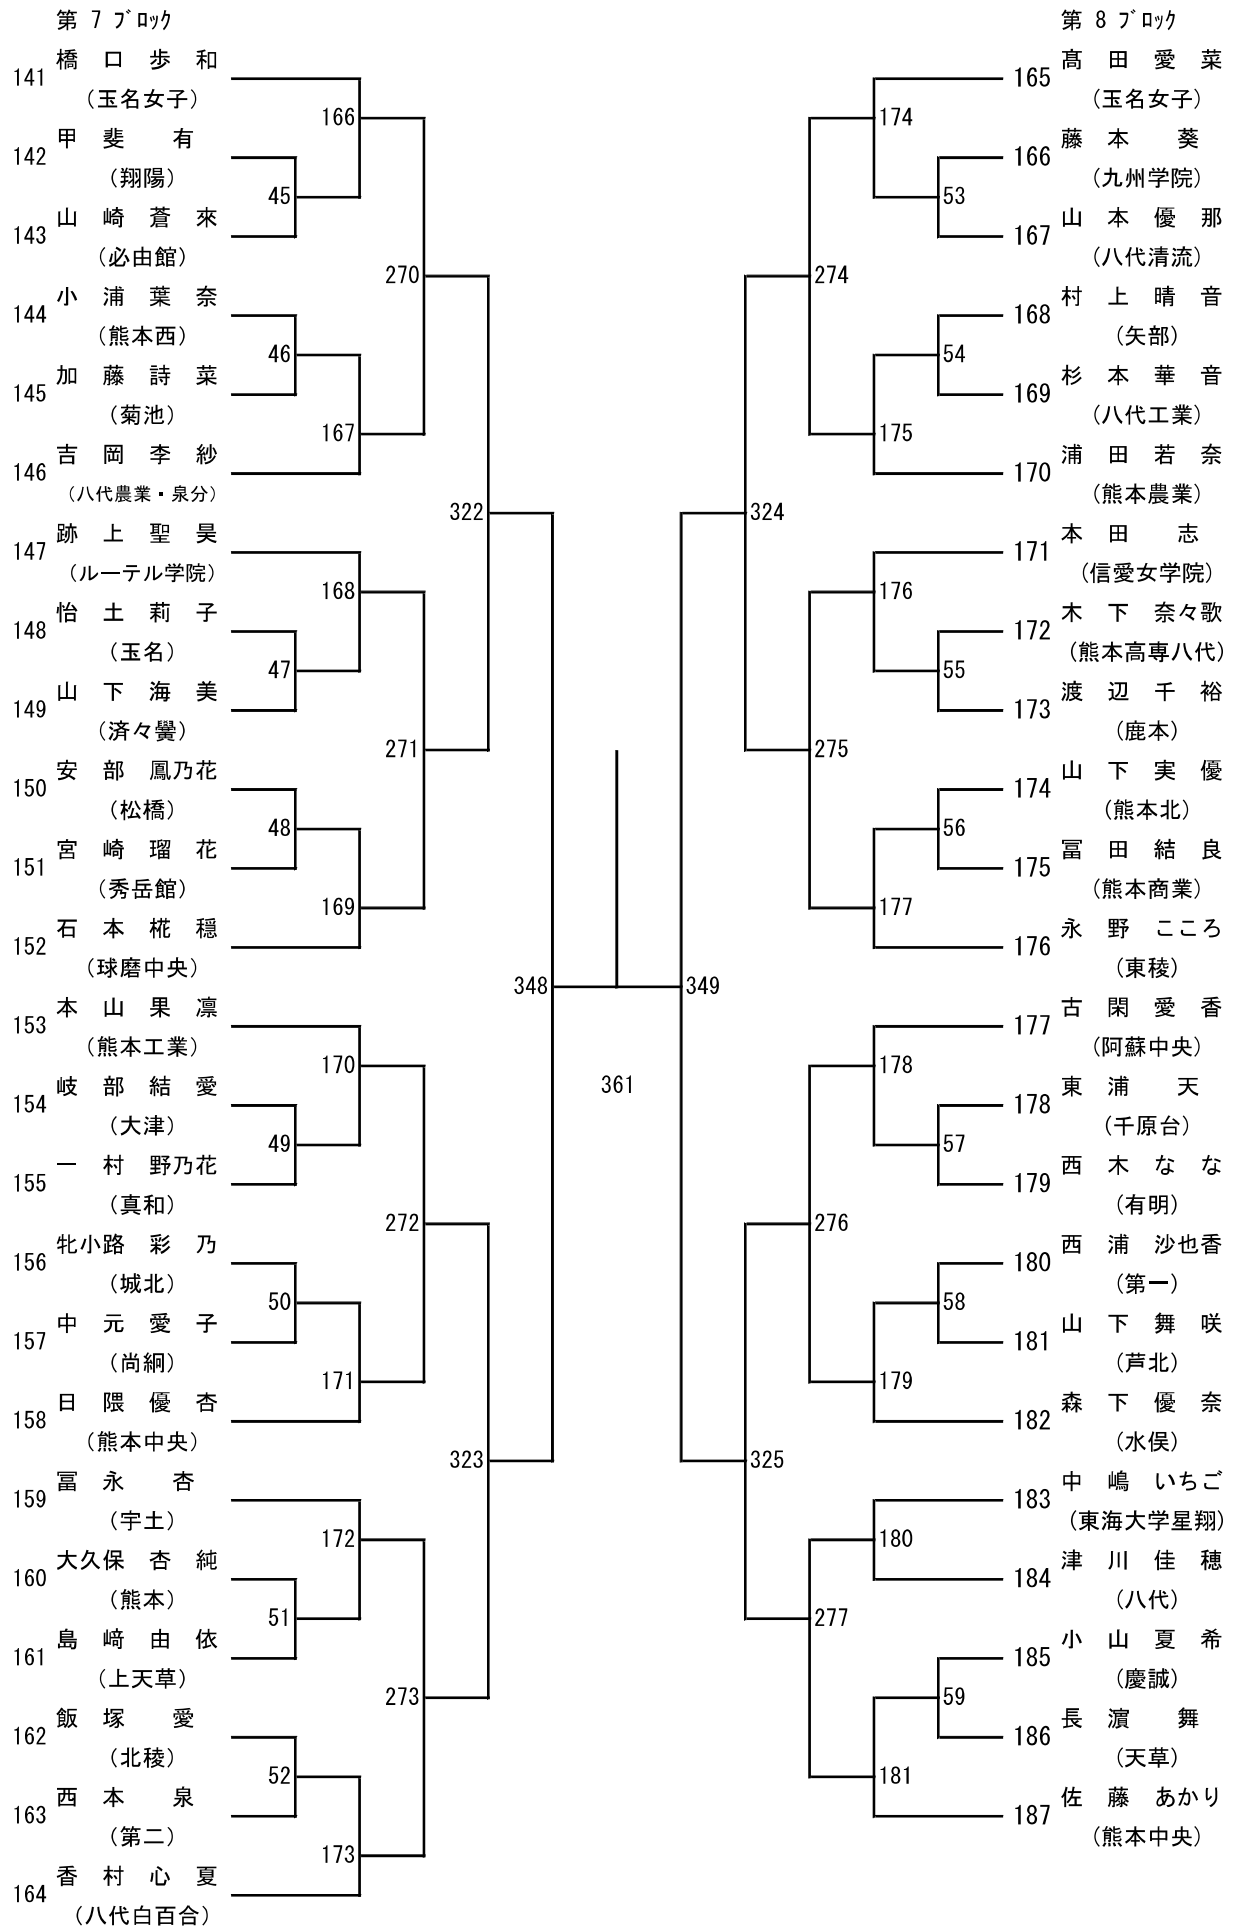 第 7 ﾌﾞﾛｯｸ
141 橋 口 歩 和
(玉名女子)
166
142 甲 斐 有
(翔陽)
45
143 山 崎 蒼 來
(必由館)
270
144 小 浦 葉 奈
(熊本西)
46
145 加 藤 詩 菜
(菊池)
167
146 吉 岡 李 紗
(八代農業・泉分)
322
147 跡 上 聖 昊
(ルーテル学院)
168
148 怡 土 莉 子
(玉名)
47
149 山 下 海 美
(済々黌)
271
150 安 部 鳳乃花
(松橋)
48
151 宮 崎 瑠 花
(秀岳館)
169
152 石 本 椛 穏
(球磨中央)
348
153 本 山 果 凛
(熊本工業)
170
154 岐 部 結 愛
(大津)
49
155 一 村 野乃花
(真和)
272
156 牝小路 彩 乃
(城北)
50
157 中 元 愛 子
(尚絅)
171
158 日 隈 優 杏
(熊本中央)
323
159 冨 永 杏
(宇土)
172
160 大久保 杏 純
(熊本)
51
161 島 﨑 由 依
(上天草)
273
162 飯 塚 愛
(北稜)
52
163 西 本 泉
(第二)
173
164 香 村 心 夏
(八代白百合)
361
第 8 ﾌﾞﾛｯｸ
165 髙 田 愛 菜
(玉名女子)
174
166 藤 本 葵
(九州学院)
53
167 山 本 優 那
(八代清流)
274
168 村 上 晴 音
(矢部)
54
169 杉 本 華 音
(八代工業)
175
170 浦 田 若 奈
(熊本農業)
324
171 本 田 志
(信愛女学院)
176
172 木 下 奈々歌
(熊本高専八代)
55
173 渡 辺 千 裕
(鹿本)
275
174 山 下 実 優
(熊本北)
56
175 冨 田 結 良
(熊本商業)
177
176 永 野 こころ
(東稜)
349
177 古 閑 愛 香
(阿蘇中央)
178
178 東 浦 天
(千原台)
57
179 西 木 な な
(有明)
276
180 西 浦 沙也香
(第一)
58
181 山 下 舞 咲
(芦北)
179
182 森 下 優 奈
(水俣)
325
183 中 嶋 いちご
(東海大学星翔)
180
184 津 川 佳 穂
(八代)
277
185 小 山 夏 希
(慶誠)
59
186 長 濵 舞
(天草)
181
187 佐 藤 あかり
(熊本中央)